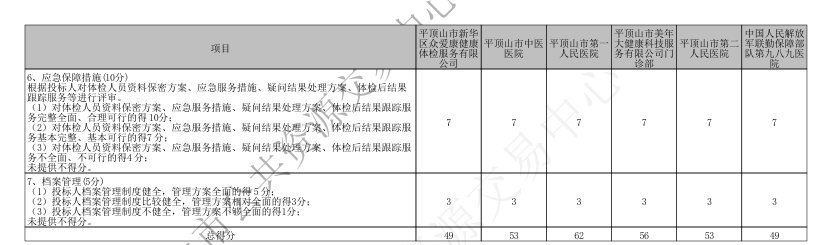 项目
平顶山市新华
区众爱康健康
体检服务有限
公司
平顶山市中医
医院
平顶山市第一
人民医院
平顶山市美年
大健康科技服
务有限公司门
诊部
平顶山市第二
人民医院
中国人民解放
军联勤保障部
队第九八九医
院
6、应急保障措施(10分)
根据投标人对体检人员资料保密方案、应急服务措施、疑问结果处理方案、体检后结果
跟踪服务等进行评审。
（1）对体检人员资料保密方案、应急服务措施、疑问结果处理方案、体检后结果跟踪服
务完整全面、合理可行的得10分；
（2）对体检人员资料保密方案、应急服务措施、疑问结果处理方案、体检后结果跟踪服
务基本完整、基本可行的得7分；
（3）对体检人员资料保密方案、应急服务措施、疑问结果处理方案、体检后结果跟踪服
务不全面、不可行的得4分；
未提供不得分。
7 7 7 7 7 7
7、档案管理(5分)
（1）投标人档案管理制度健全，管理方案全面的得5分；
（2）投标人档案管理制度比较健全，管理方案相对全面的得3分；
（3）投标人档案管理制度不健全，管理方案不够全面的得1分；
未提供不得分。
3 3 3 3 3 3
总得分 49 53 62 56 53 49